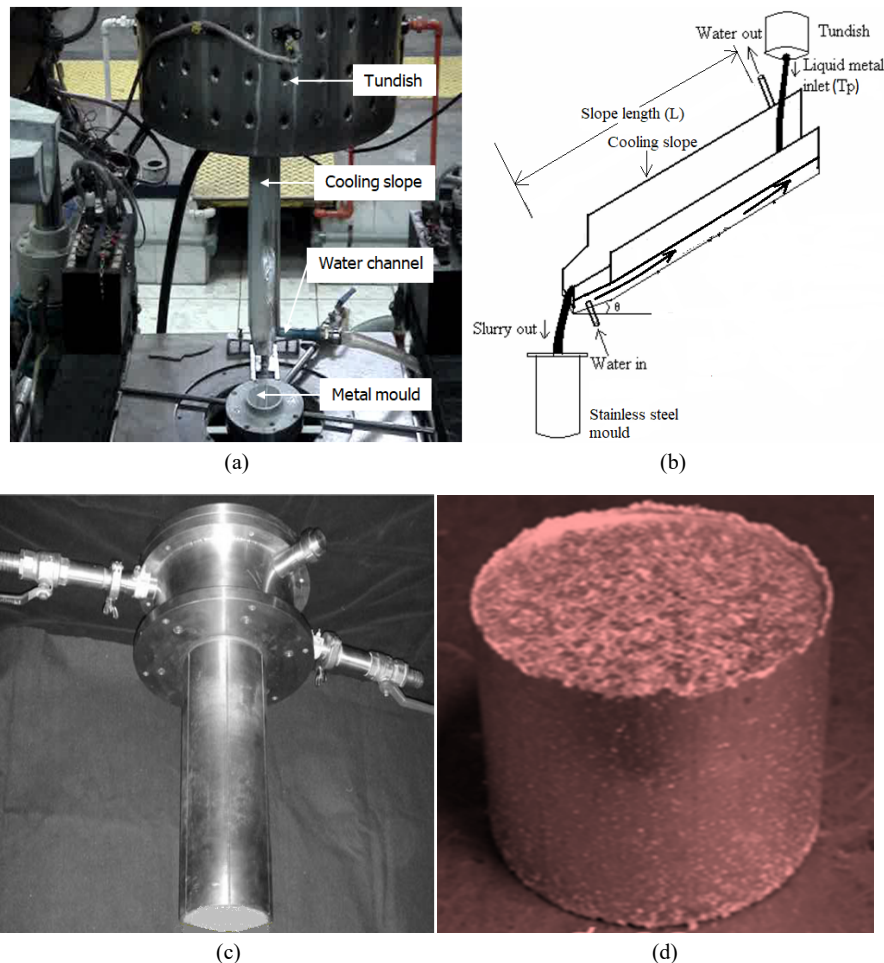 Tundish
Cooling slope
Water channel
Metal mould
(a)
Water out
Tundish
Liquid metal
inlet (Tp)
Slope length (L)
Cooling slope
θ
Slurry out
Water in
Stainless steel
mould
(b)
(c)
(d)